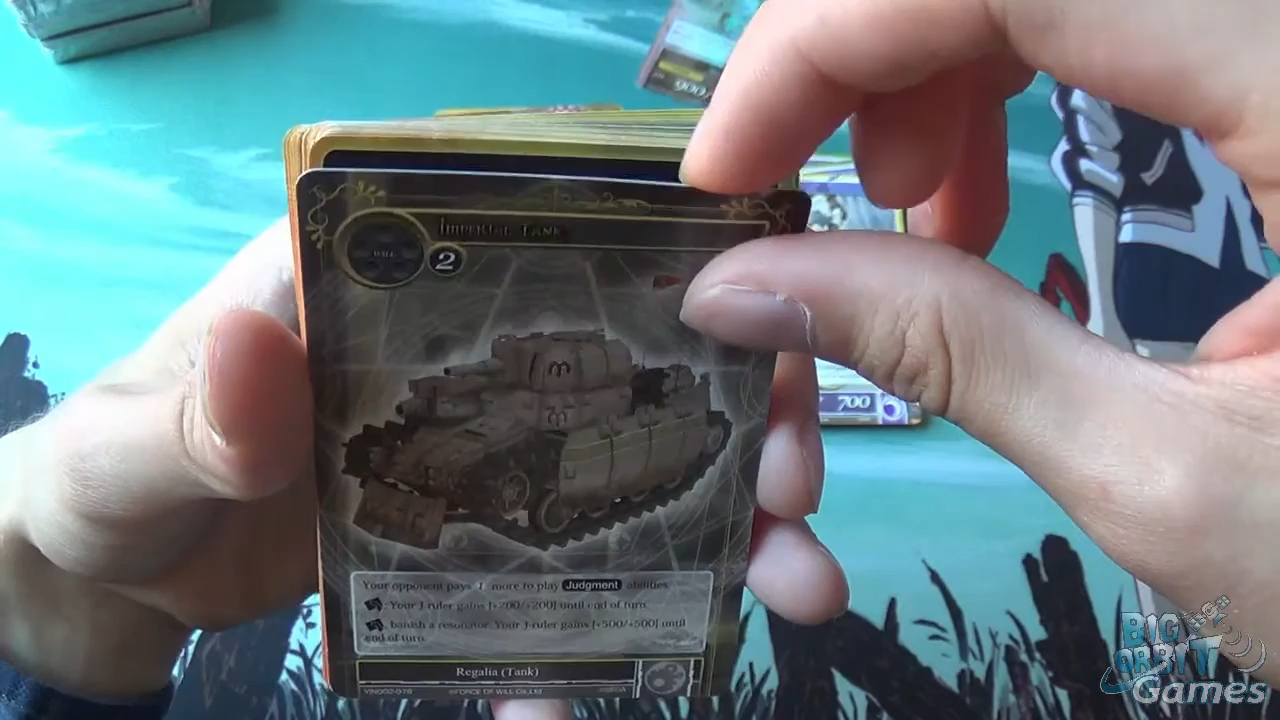 900
Imperial Tank
2
700
Your opponent pays 1 more to play Judgment abilities.
: Your J-ruler gains [+200/+200] until end of turn.
, banish a resonator: Your J-ruler gains [+500/+500] until
end of turn.
Regalia (Tank)
©FORCE OF WILL CO.,LTD. ©SEGA
BIG
ORBIT
Games